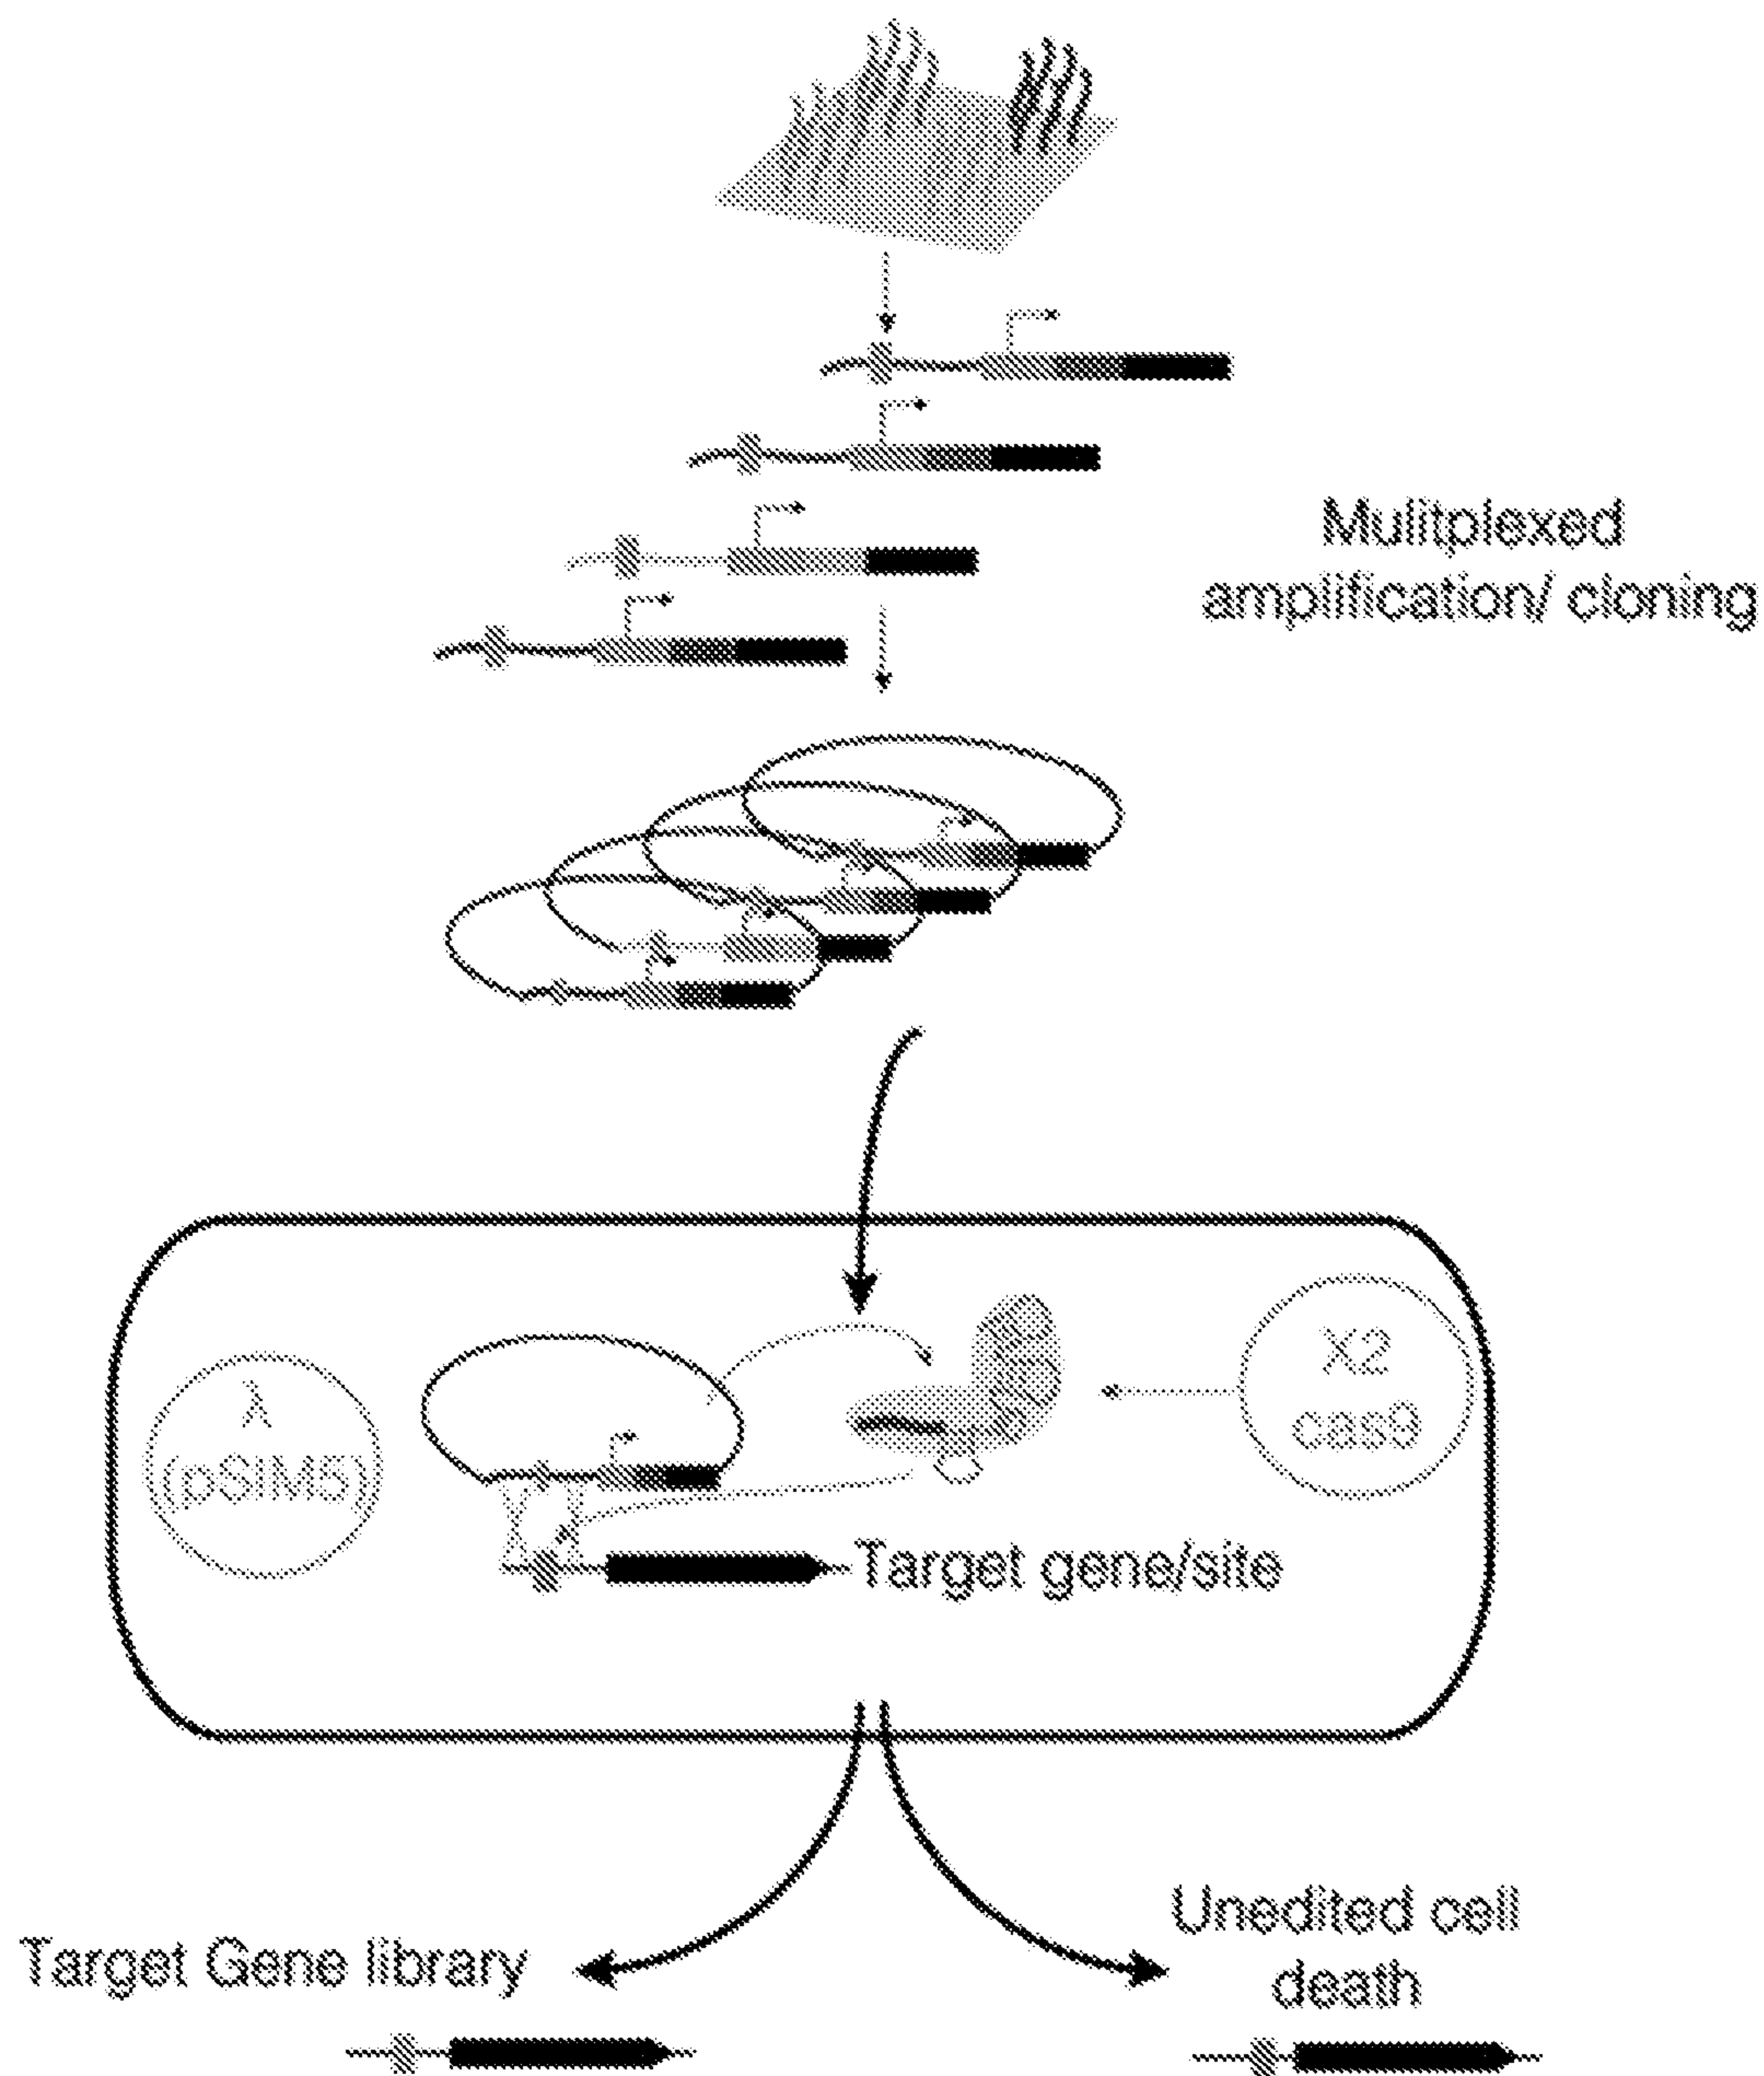 Mulitplexed
amplification/ cloning
λ
(pSIM5)
X2
cas9
Target gene/site
Unedited cell
death
Target Gene library